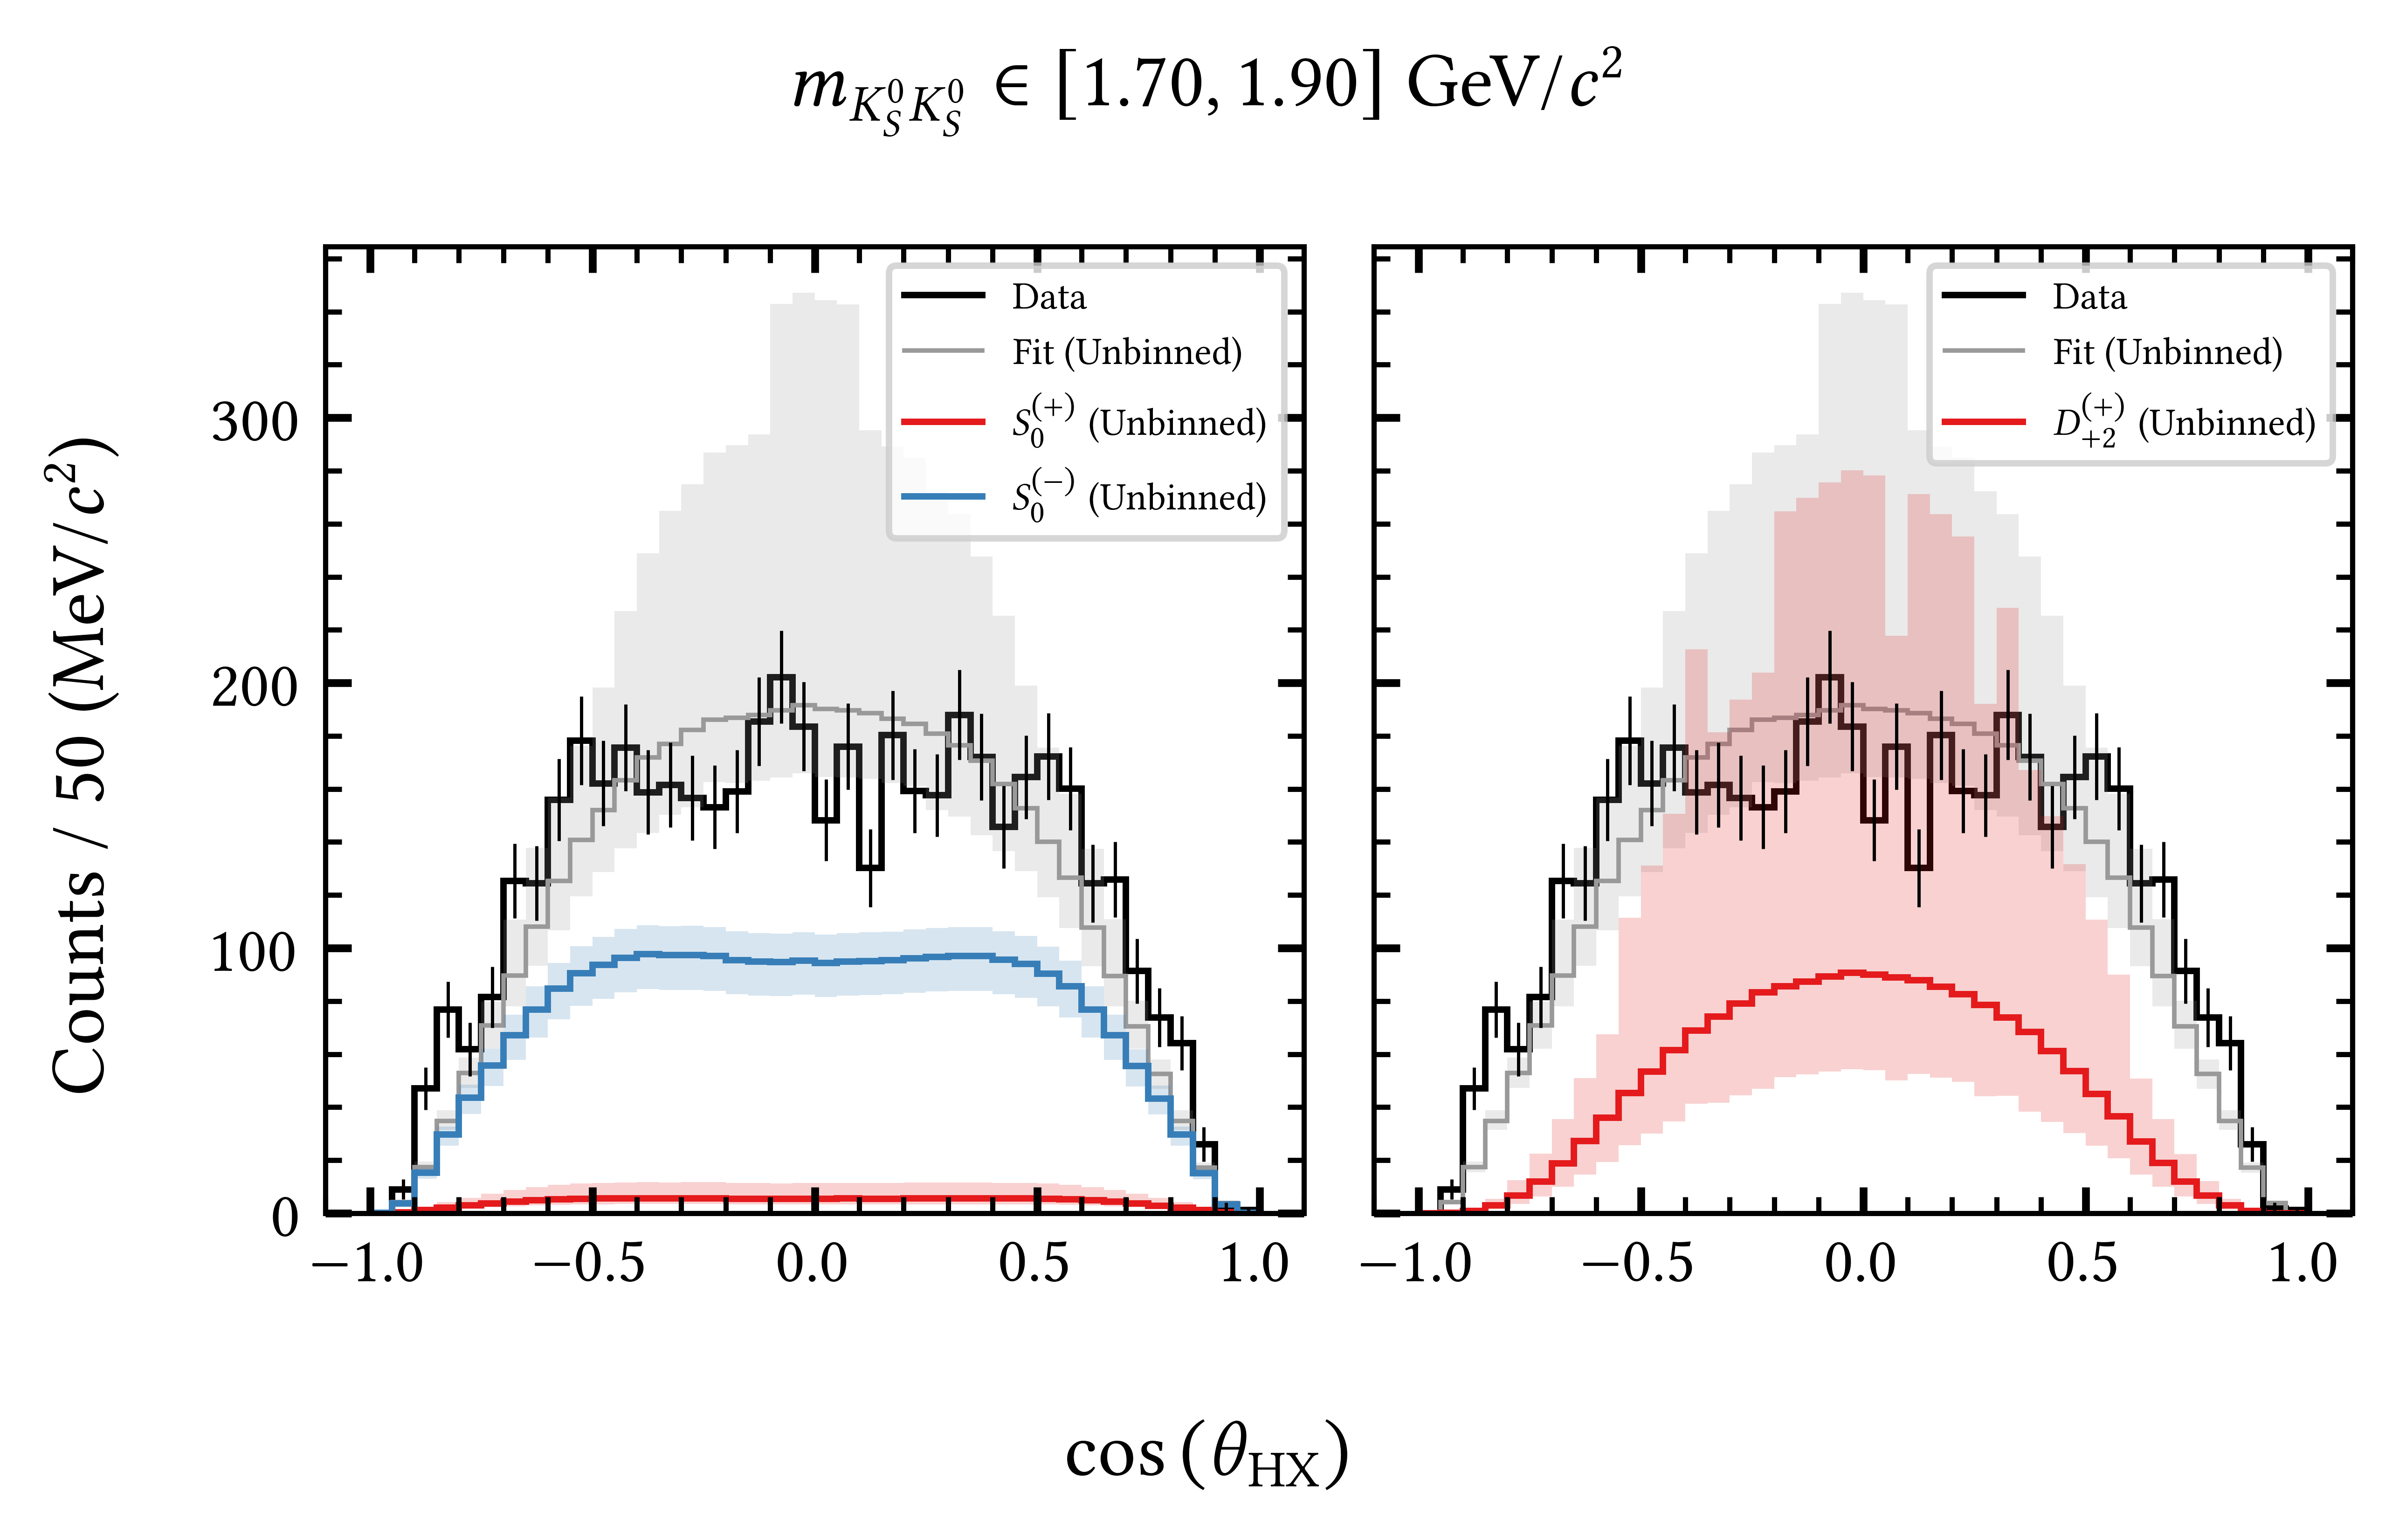 m_{K_S^0 K_S^0} ∈ [1.70, 1.90] GeV/c²
Counts / 50 (MeV/c²)
300
200
100
0
Data
Fit (Unbinned)
S_0^{(+)} (Unbinned)
S_0^{(−)} (Unbinned)
Data
Fit (Unbinned)
D_{+2}^{(+)} (Unbinned)
−1.0 −0.5 0.0 0.5 1.0
−1.0 −0.5 0.0 0.5 1.0
cos (θ_{HX})